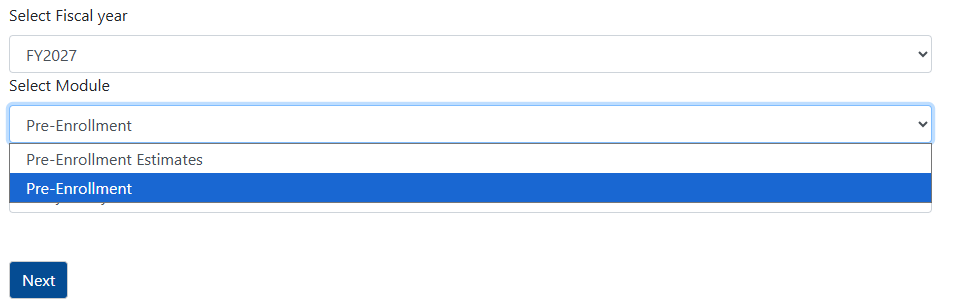 Select Fiscal year
FY2027
Select Module
Pre-Enrollment
Pre-Enrollment Estimates
Pre-Enrollment
Next